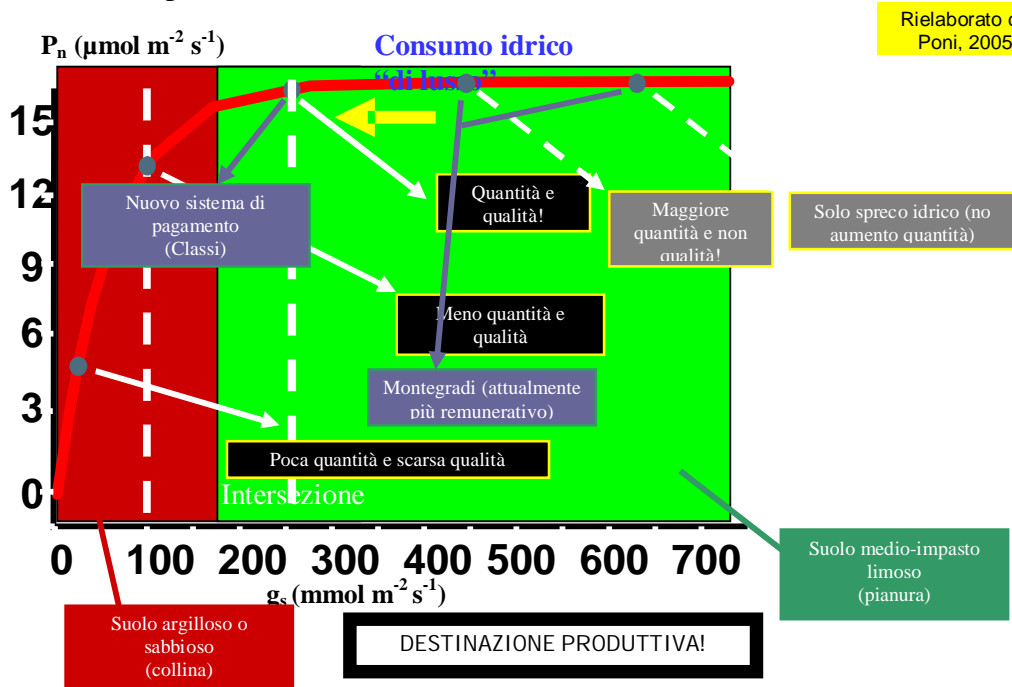 Rielaborato
Poni, 2005
Pn (µmol m-2 s-1)
Consumo idrico
“di lusso”
15
12
9
6
3
0
Nuovo sistema di
pagamento
(Classi)
Quantità e
qualità!
Maggiore
quantità e non
qualità!
Solo spreco idrico (no
aumento quantità)
Meno quantità e
qualità
Montegradi (attualmente
più remunerativo)
Poca quantità e scarsa qualità
Intersezione
0 100 200 300 400 500 600 700
gs (mmol m-2 s-1)
Suolo medio-impasto
limoso
(pianura)
Suolo argilloso o
sabbioso
(collina)
DESTINAZIONE PRODUTTIVA!